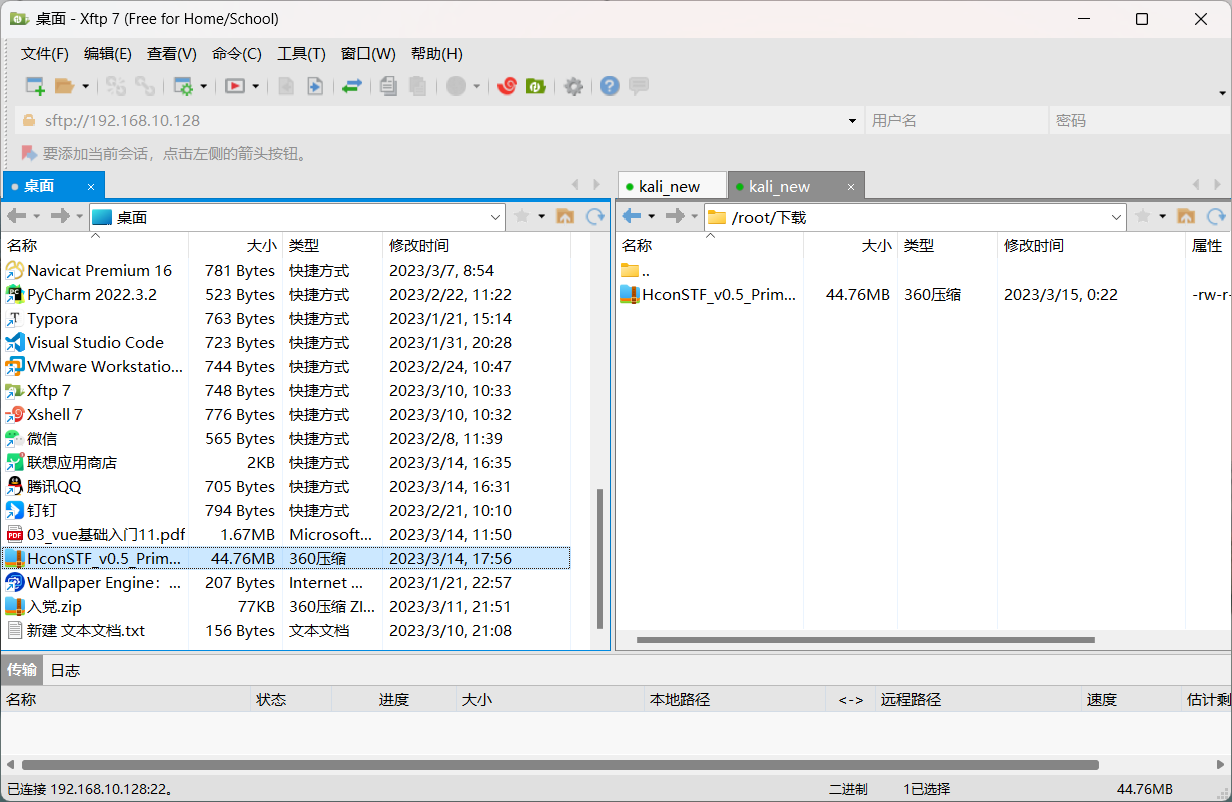 桌面 - Xftp 7 (Free for Home/School)
文件(F) 编辑(E) 查看(V) 命令(C) 工具(T) 窗口(W) 帮助(H)
sftp://192.168.10.128 用户名 密码
要添加当前会话，点击左侧的箭头按钮。
桌面 kali_new kali_new
桌面 /root/下载
名称 大小 类型 修改时间 名称 大小 类型 修改时间 属性
Navicat Premium 16 781 Bytes 快捷方式 2023/3/7, 8:54 ..
PyCharm 2022.3.2 523 Bytes 快捷方式 2023/2/22, 11:22 HconSTF_v0.5_Prim... 44.76MB 360压缩 2023/3/15, 0:22 -rw-r-
Typora 763 Bytes 快捷方式 2023/1/21, 15:14
Visual Studio Code 723 Bytes 快捷方式 2023/1/31, 20:28
VMware Workstatio... 744 Bytes 快捷方式 2023/2/24, 10:47
Xftp 7 748 Bytes 快捷方式 2023/3/10, 10:33
Xshell 7 776 Bytes 快捷方式 2023/3/10, 10:32
微信 565 Bytes 快捷方式 2023/2/8, 11:39
联想应用商店 2KB 快捷方式 2023/3/14, 16:35
腾讯QQ 705 Bytes 快捷方式 2023/3/14, 16:31
钉钉 794 Bytes 快捷方式 2023/2/21, 10:10
03_vue基础入门11.pdf 1.67MB Microsoft... 2023/3/14, 11:50
HconSTF_v0.5_Prim... 44.76MB 360压缩 2023/3/14, 17:56
Wallpaper Engine： ... 207 Bytes Internet ... 2023/1/21, 22:57
入党.zip 77KB 360压缩 ZI... 2023/3/11, 21:51
新建 文本文档.txt 156 Bytes 文本文档 2023/3/10, 21:08
传输 日志
名称 状态 进度 大小 本地路径 <-> 远程路径 速度 估计剩
已连接 192.168.10.128:22。 二进制 1已选择 44.76MB